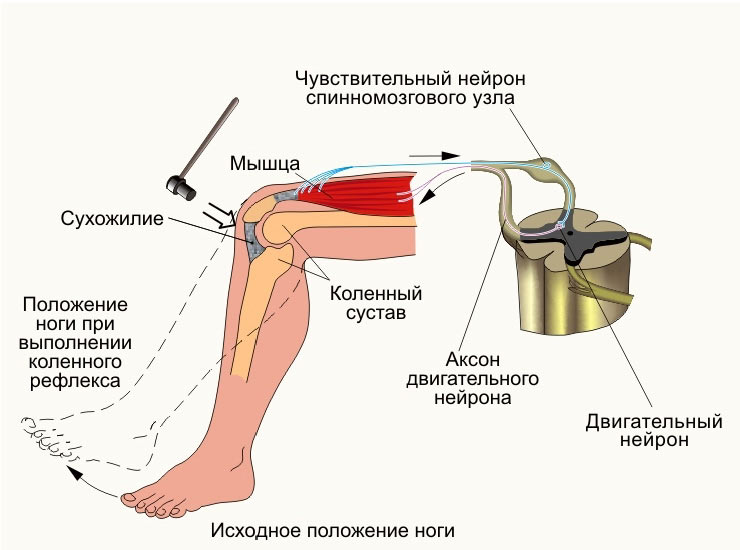 Чувствительный нейрон
спинномозгового узла
Мышца
Сухожилие
Положение
ноги при
выполнении
коленного
рефлекса
Коленный
сустав
Аксон
двигательного
нейрона
Двигательный
нейрон
Исходное положение ноги